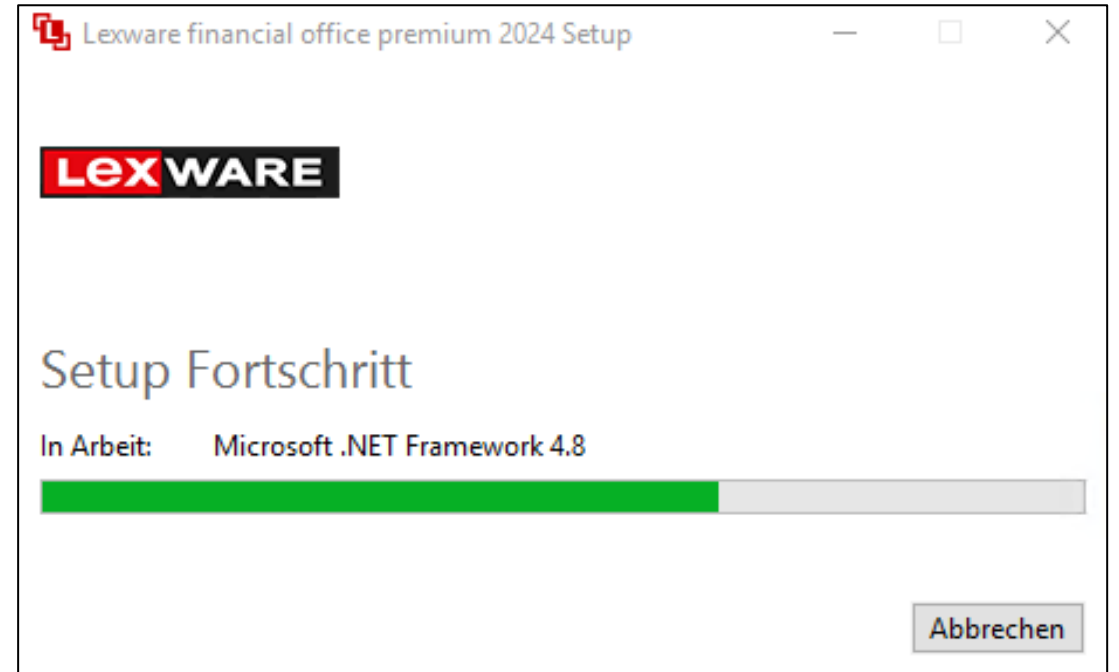 Lexware financial office premium 2024 Setup
LEXWARE
Setup Fortschritt
In Arbeit: Microsoft .NET Framework 4.8
Abbrechen